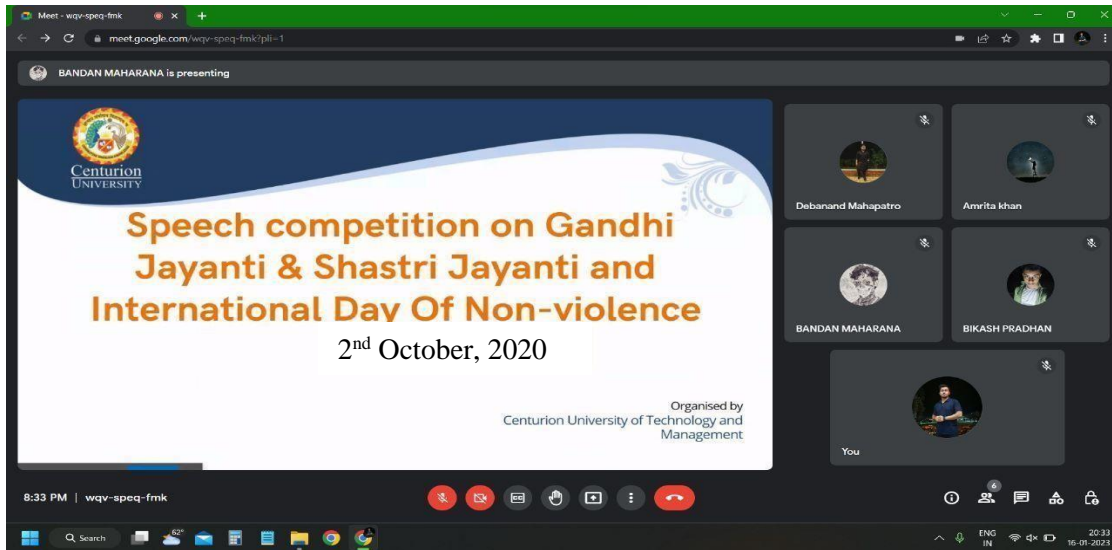 Meet - wqv-speq-fmk
meet.google.com/wqv-speq-fmk?pli=1
BANDAN MAHARANA is presenting
Centurion
UNIVERSITY
Speech competition on Gandhi
Jayanti & Shastri Jayanti and
International Day Of Non-violence
2nd October, 2020
Organised by
Centurion University of Technology and
Management
Debanand Mahapatro
Amrita khan
BANDAN MAHARANA
BIKASH PRADHAN
You
8:33 PM | wqv-speq-fmk
CC
6
Search
62°
ENG
IN
20:33
16-01-2023